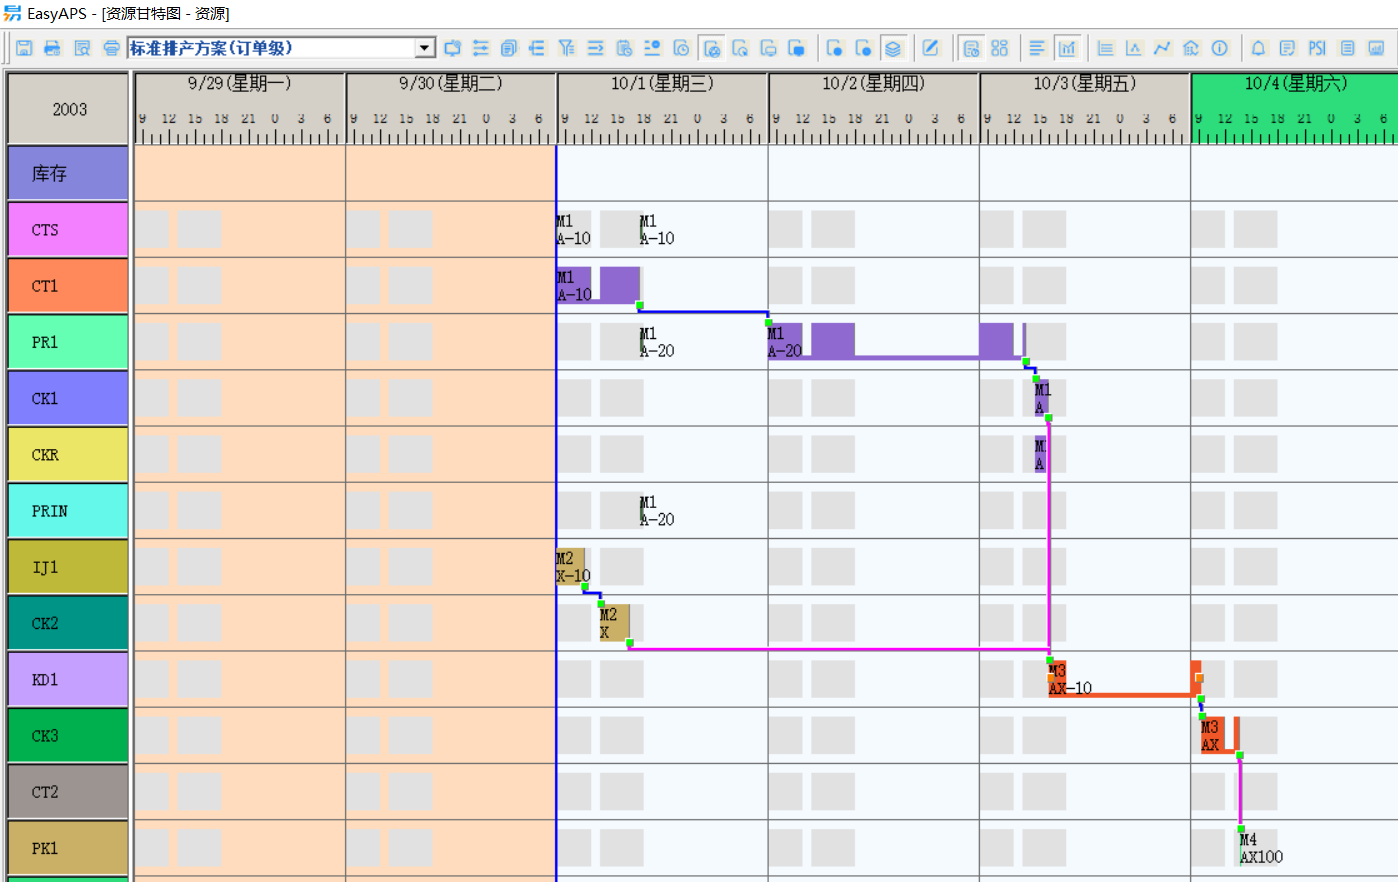 EasyAPS - [资源甘特图 - 资源]
标准排产方案(订单级)
PSI
2003
9/29(星期一) 9/30(星期二) 10/1(星期三) 10/2(星期四) 10/3(星期五) 10/4(星期六)
9 12 15 18 21 0 3 6 9 12 15 18 21 0 3 6 9 12 15 18 21 0 3 6 9 12 15 18 21 0 3 6 9 12 15 18 21 0 3 6 9 12 15 18 21 0 3 6
库存
CTS
M1
A-10
M1
A-10
CT1
M1
A-10
PR1
M1
A-20
M1
A-20
CK1
M1
A
CKR
M
A
PRIN
M1
A-20
IJ1
M2
X-10
CK2
M2
X
KD1
M3
AX-10
CK3
M3
AX
CT2
PK1
M4
AX100